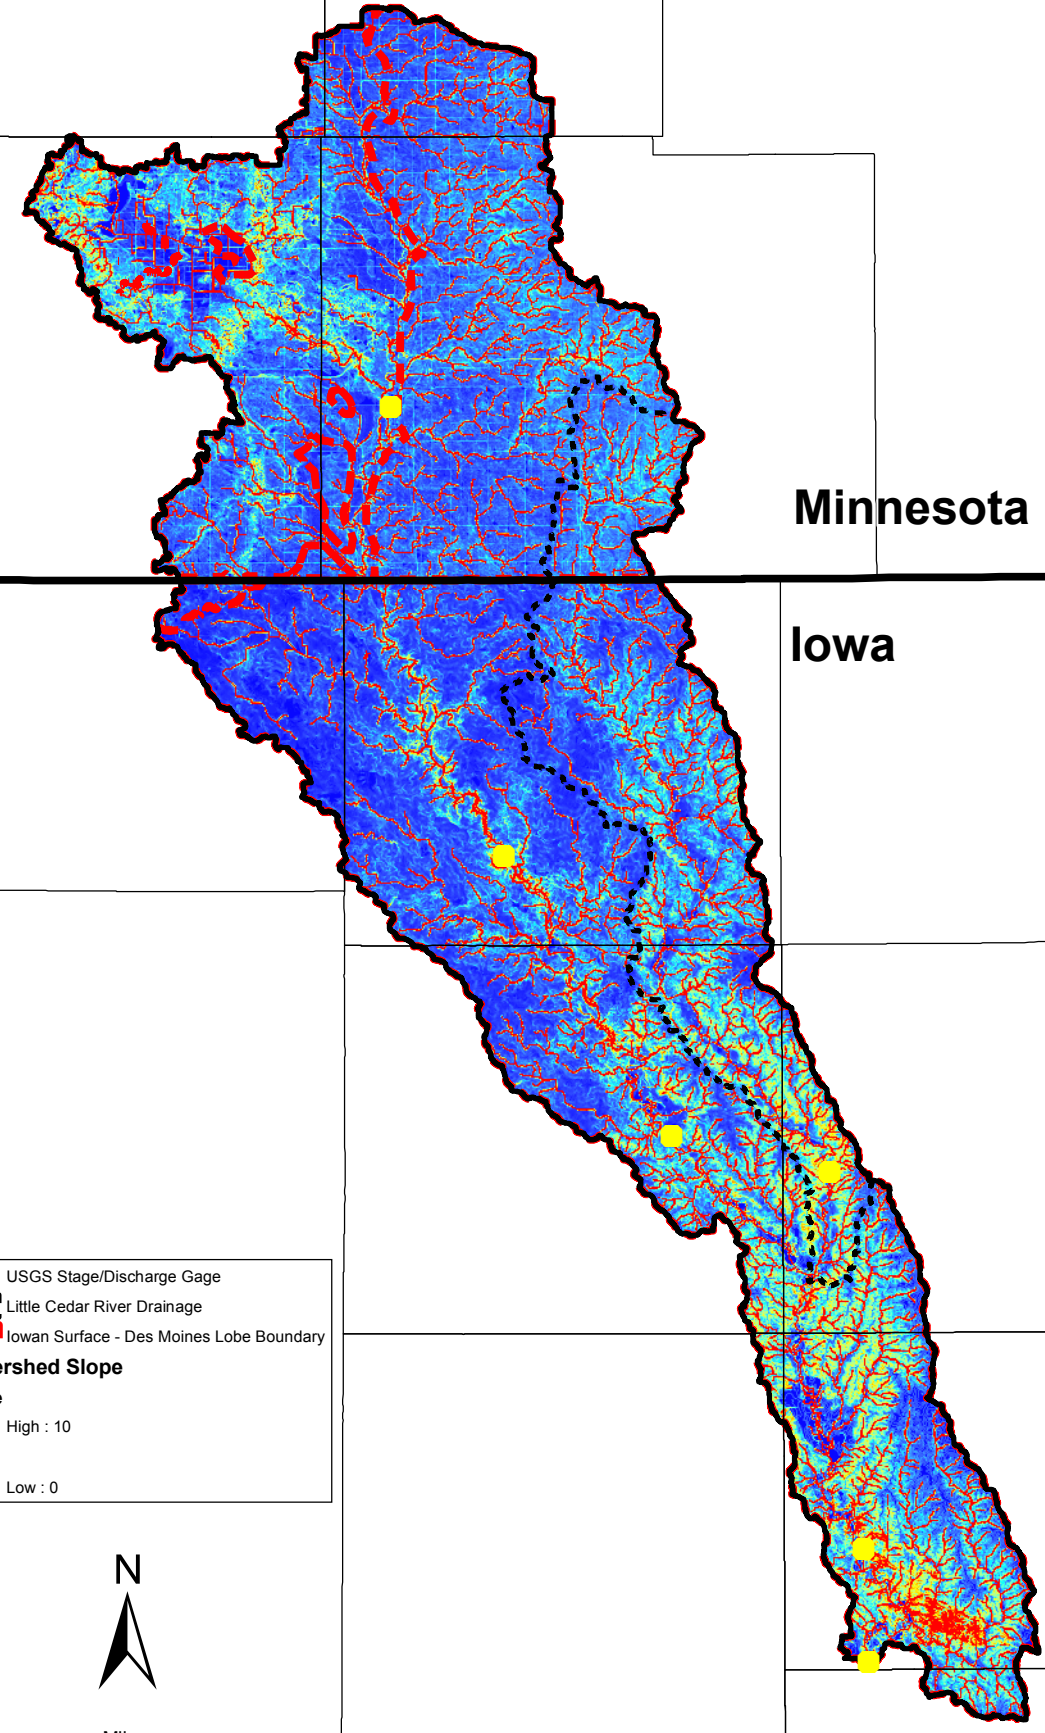 Minnesota
Iowa
USGS Stage/Discharge Gage
Little Cedar River Drainage
Iowan Surface - Des Moines Lobe Boundary
Slope
High : 10
Low : 0
N